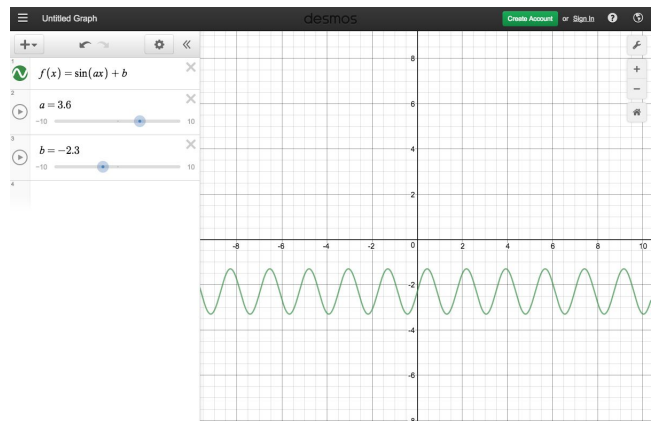 Untitled Graph
desmos
Create Account or Sign In
1
f(x) = sin(ax) + b
2
a = 3.6
-10
10
3
b = −2.3
-10
10
4
8
6
4
2
-8 -6 -4 -2 0 2 4 6 8 10
-2
-4
-6
-8